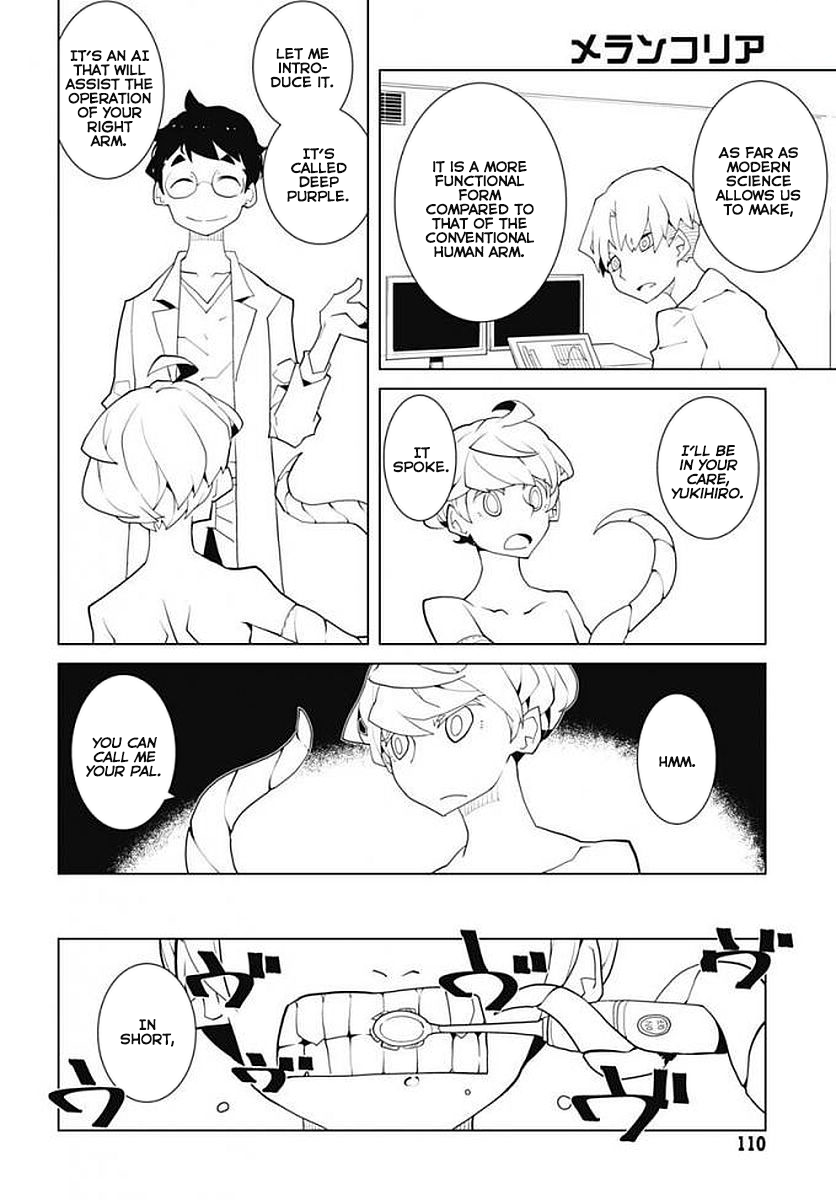 メランコリア
AS FAR AS
MODERN
SCIENCE
ALLOWS US
TO MAKE,
IT IS A MORE
FUNCTIONAL
FORM
COMPARED TO
THAT OF THE
CONVENTIONAL
HUMAN ARM.
LET ME
INTRO-
DUCE IT.
IT'S
CALLED
DEEP
PURPLE.
IT'S AN AI
THAT WILL
ASSIST THE
OPERATION
OF YOUR
RIGHT
ARM.
I'LL BE
IN YOUR
CARE,
YUKIHIRO.
IT
SPOKE.
HMM.
YOU CAN
CALL ME
YOUR PAL.
ヴ
ヴ
ヴ
ヴ
ヴ
ヴ
IN
SHORT,
110